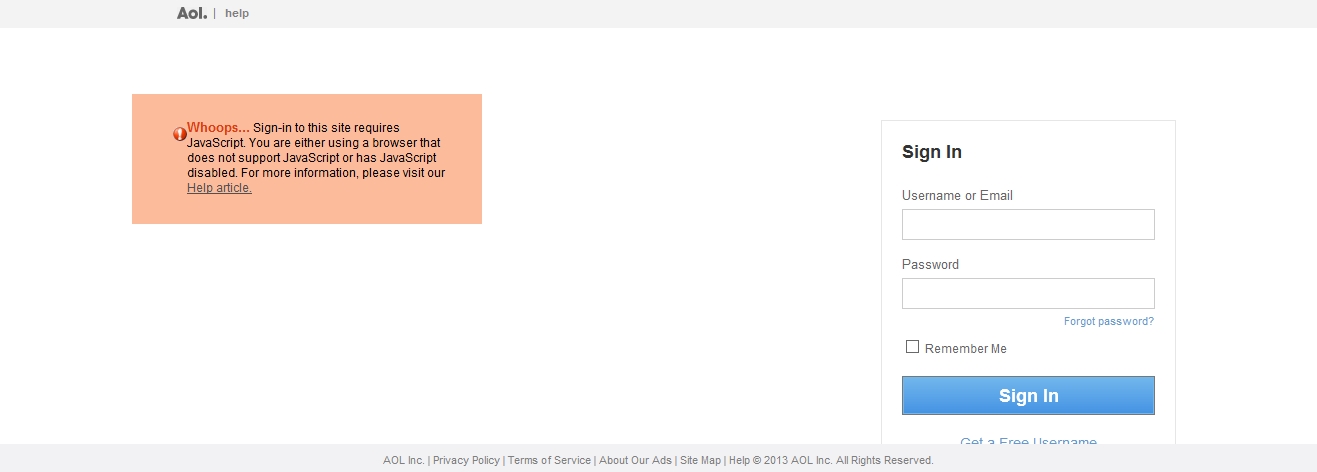 Aol. | help
Whoops... Sign-in to this site requires
JavaScript. You are either using a browser that
does not support JavaScript or has JavaScript
disabled. For more information, please visit our
Help article.
Sign In
Username or Email
Password
Forgot password?
Remember Me
Sign In
Get a Free Username
AOL Inc. | Privacy Policy | Terms of Service | About Our Ads | Site Map | Help © 2013 AOL Inc. All Rights Reserved.